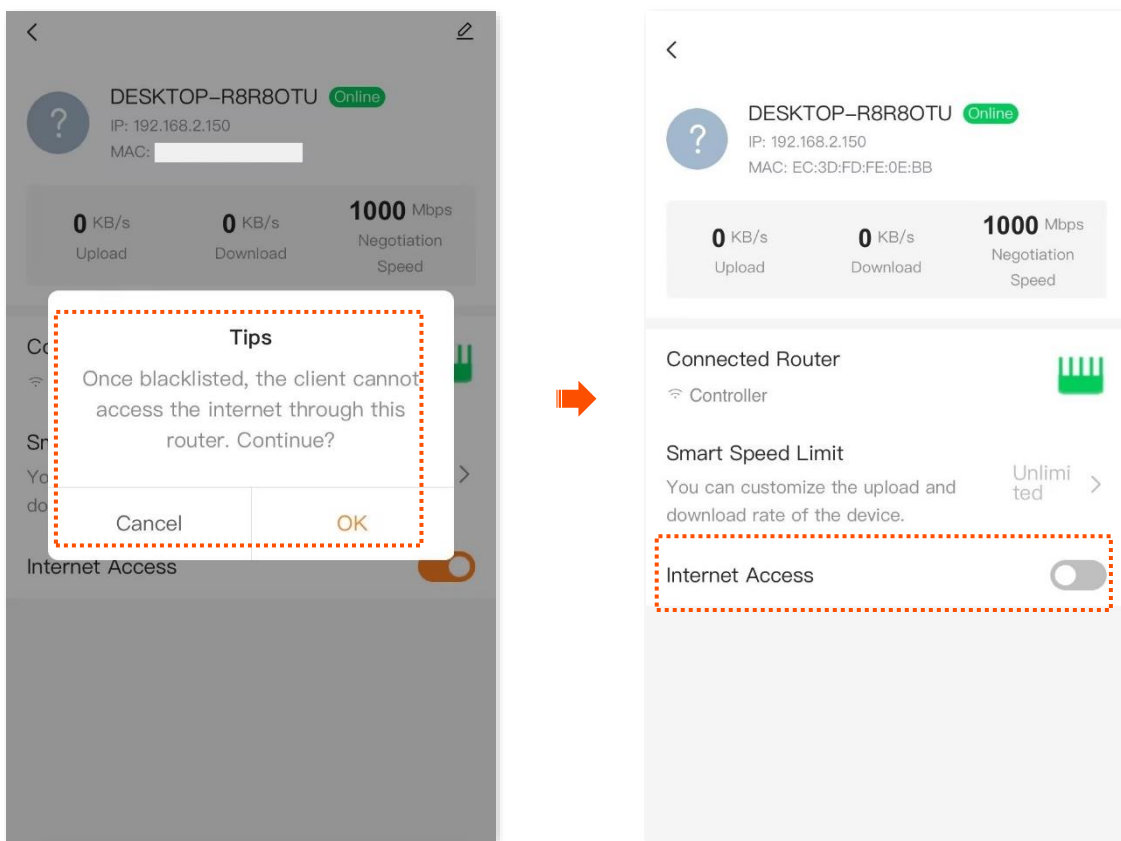 DESKTOP-R8R8OTU Online
IP: 192.168.2.150
MAC:
0 KB/s
Upload
0 KB/s
Download
1000 Mbps
Negotiation
Speed
Tips
Once blacklisted, the client cannot
access the internet through this
router. Continue?
Cancel
OK
Co
Sm
Yo
do
Internet Access
DESKTOP-R8R8OTU Online
IP: 192.168.2.150
MAC: EC:3D:FD:FE:0E:BB
0 KB/s
Upload
0 KB/s
Download
1000 Mbps
Negotiation
Speed
Connected Router
Controller
Smart Speed Limit
You can customize the upload and
download rate of the device.
Unlimi
ted
Internet Access